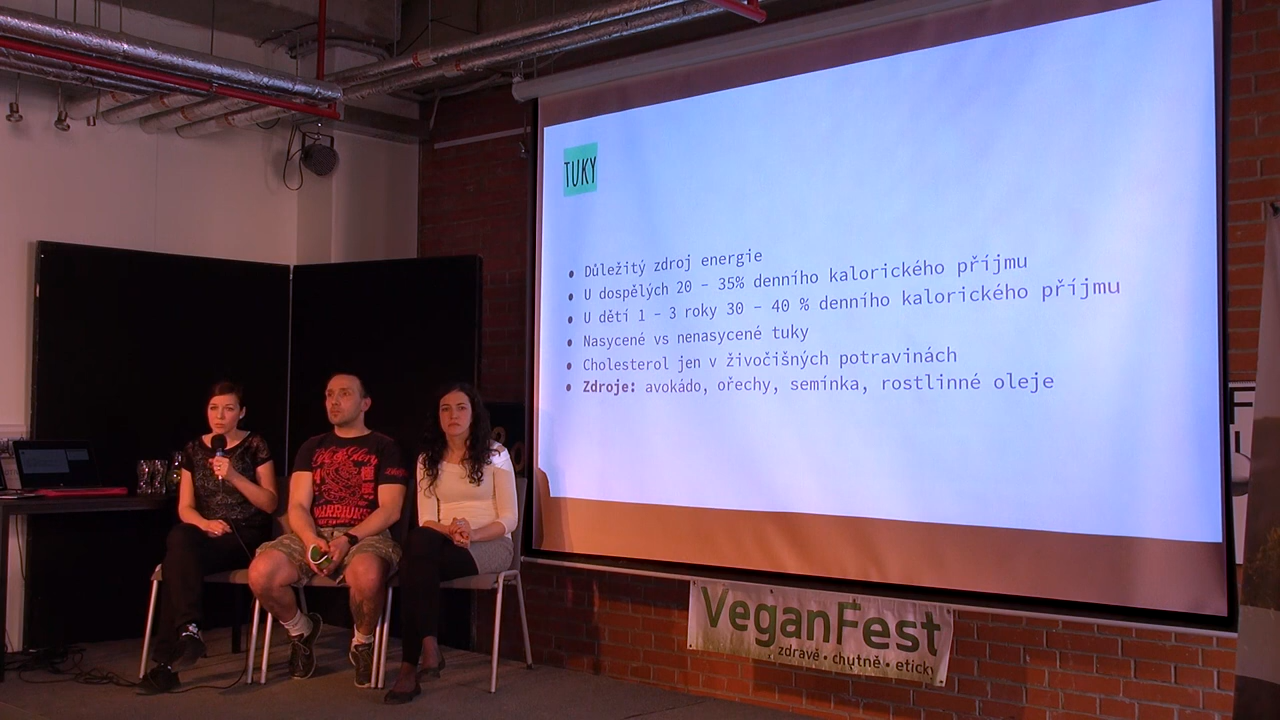 TUKY
• Důležitý zdroj energie
• U dospělých 20 – 35% denního kalorického příjmu
• U dětí 1 – 3 roky 30 – 40 % denního kalorického příjmu
• Nasycené vs nenasycené tuky
• Cholesterol jen v živočišných potravinách
• Zdroje: avokádo, ořechy, semínka, rostlinné oleje
VeganFest
zdravě • chutně • eticky
WARRIORS